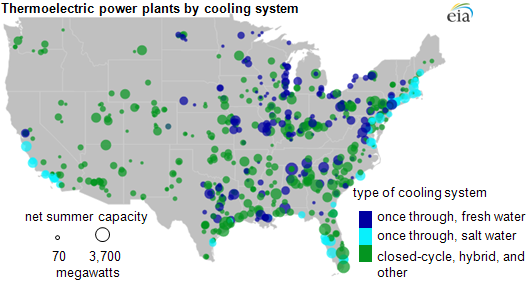 Thermoelectric power plants by cooling system
eia
type of cooling system
once through, fresh water
once through, salt water
closed-cycle, hybrid, and
other
net summer capacity
70 3,700
megawatts